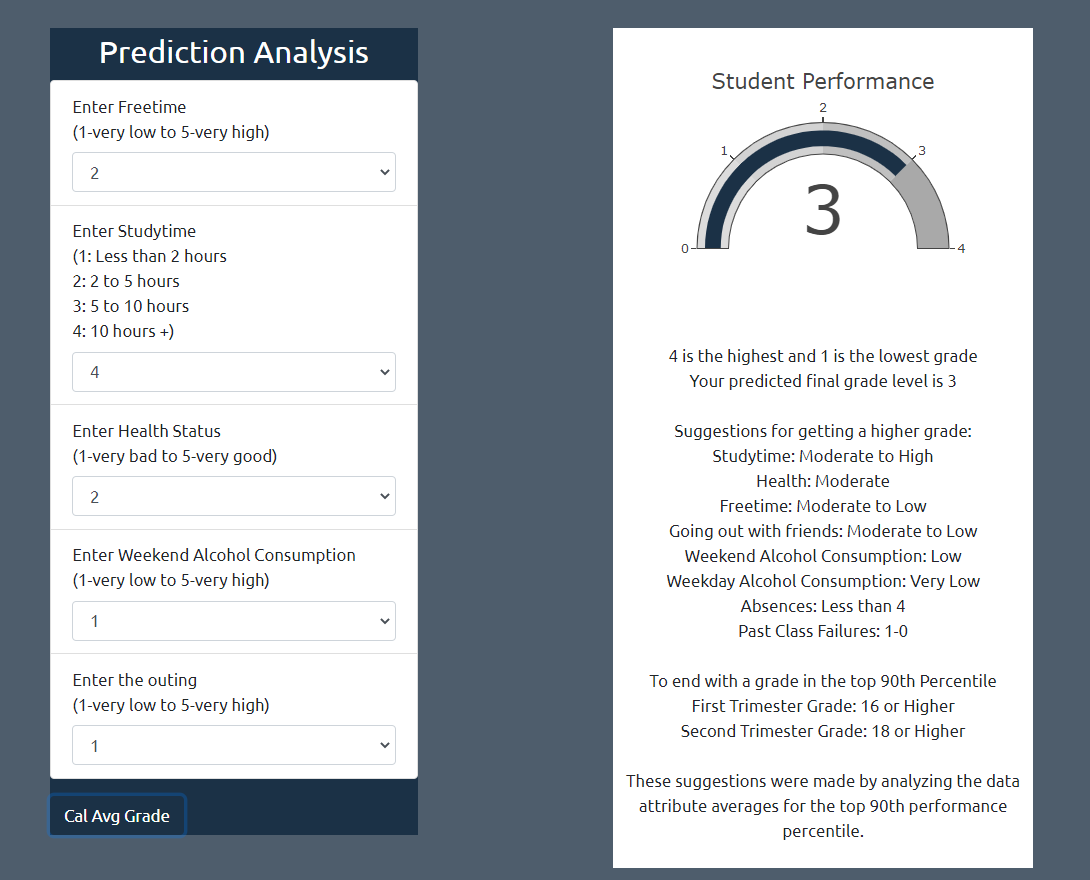 Prediction Analysis
Enter Freetime
(1-very low to 5-very high)
2
Enter Studytime
(1: Less than 2 hours
2: 2 to 5 hours
3: 5 to 10 hours
4: 10 hours +)
4
Enter Health Status
(1-very bad to 5-very good)
2
Enter Weekend Alcohol Consumption
(1-very low to 5-very high)
1
Enter the outing
(1-very low to 5-very high)
1
Cal Avg Grade
Student Performance
2
1
3
3
0
4
4 is the highest and 1 is the lowest grade
Your predicted final grade level is 3
Suggestions for getting a higher grade:
Studytime: Moderate to High
Health: Moderate
Freetime: Moderate to Low
Going out with friends: Moderate to Low
Weekend Alcohol Consumption: Low
Weekday Alcohol Consumption: Very Low
Absences: Less than 4
Past Class Failures: 1-0
To end with a grade in the top 90th Percentile
First Trimester Grade: 16 or Higher
Second Trimester Grade: 18 or Higher
These suggestions were made by analyzing the data
attribute averages for the top 90th performance
percentile.